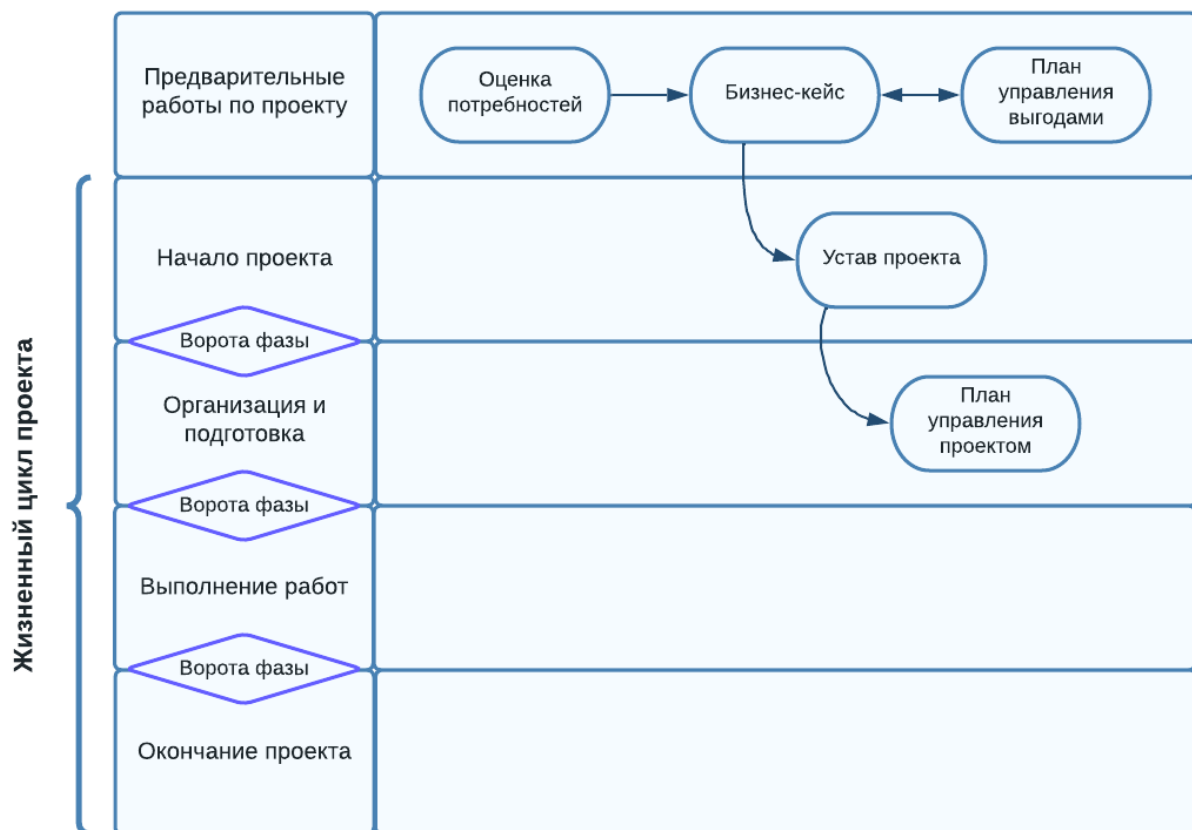 Предварительные
работы по проекту
Оценка
потребностей
Бизнес-кейс
План
управления
выгодами
Начало проекта
Устав проекта
Ворота фазы
Организация и
подготовка
План
управления
проектом
Ворота фазы
Выполнение работ
Ворота фазы
Окончание проекта
Жизненный цикл проекта